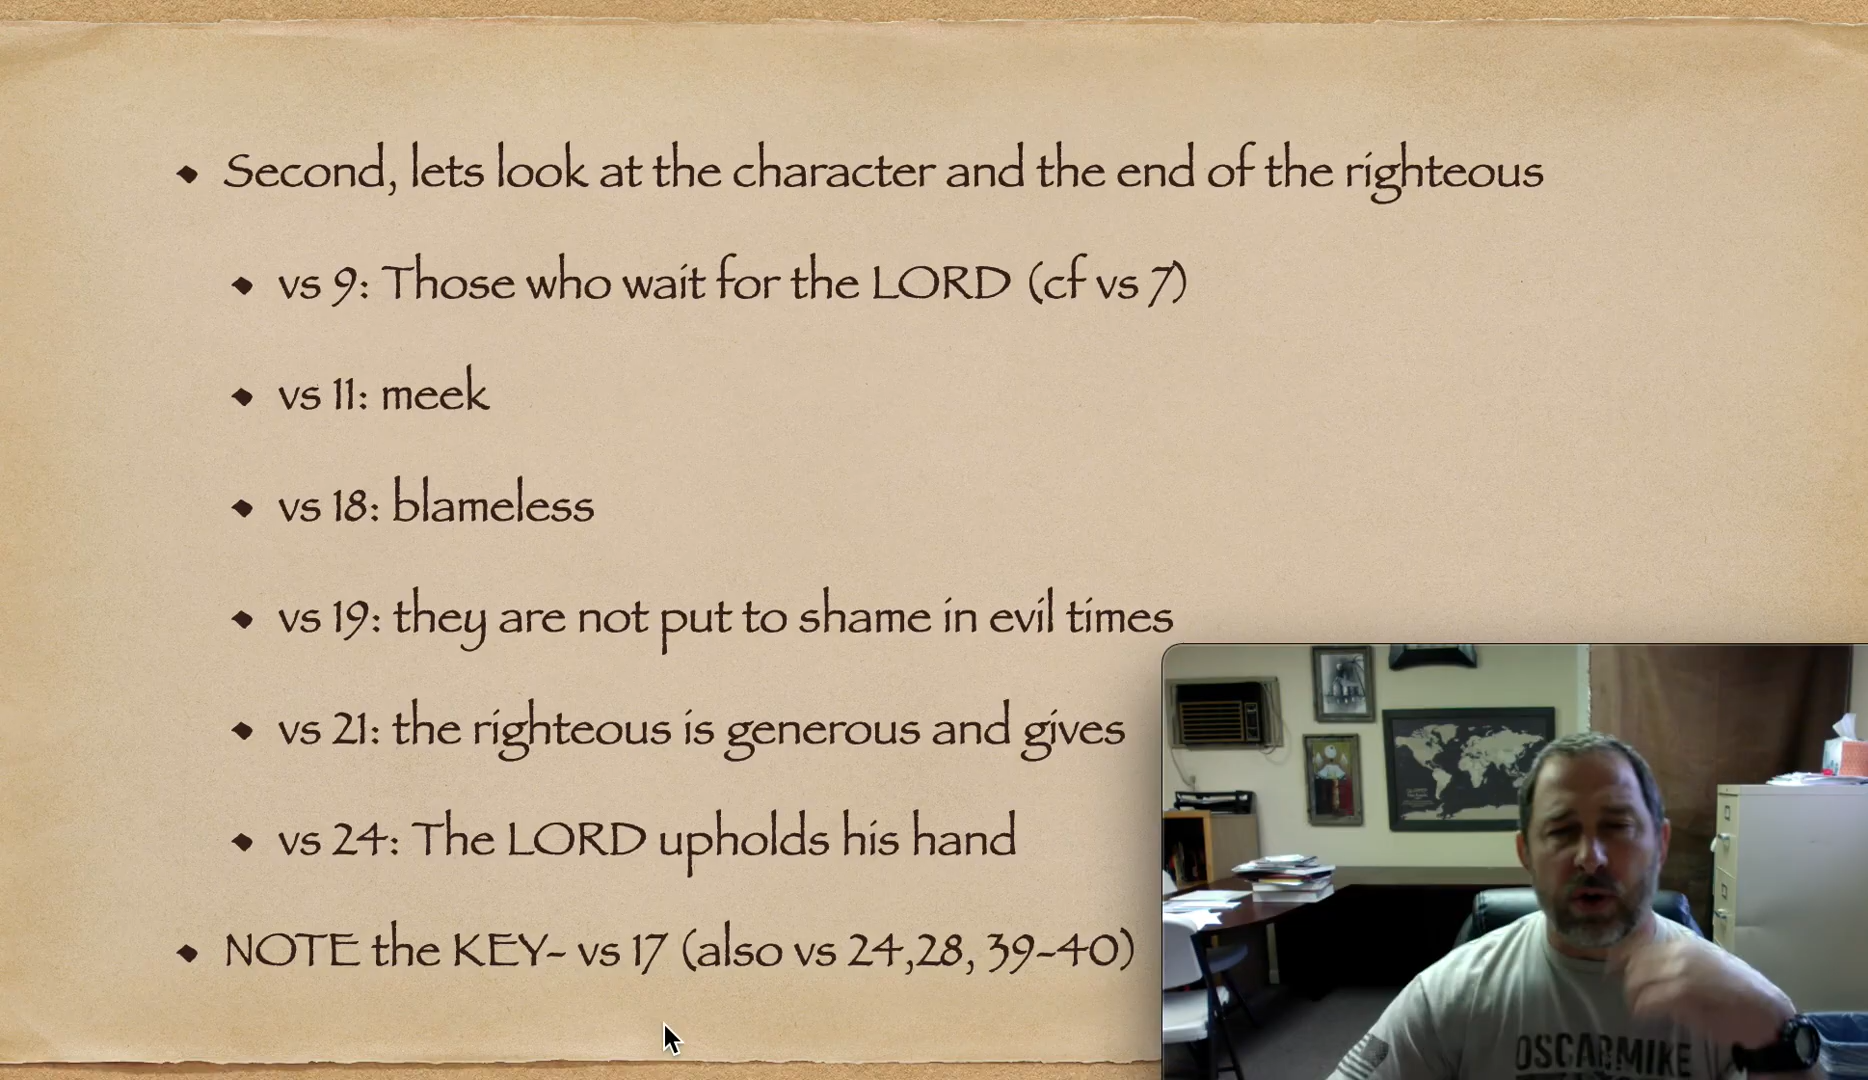 Second, lets look at the character and the end of the righteous
vs 9: Those who wait for the LORD (cf vs 7)
vs 11: meek
vs 18: blameless
vs 19: they are not put to shame in evil times
vs 21: the righteous is generous and gives
vs 24: The LORD upholds his hand
NOTE the KEY- vs 17 (also vs 24,28, 39-40)
OSCARMIKE